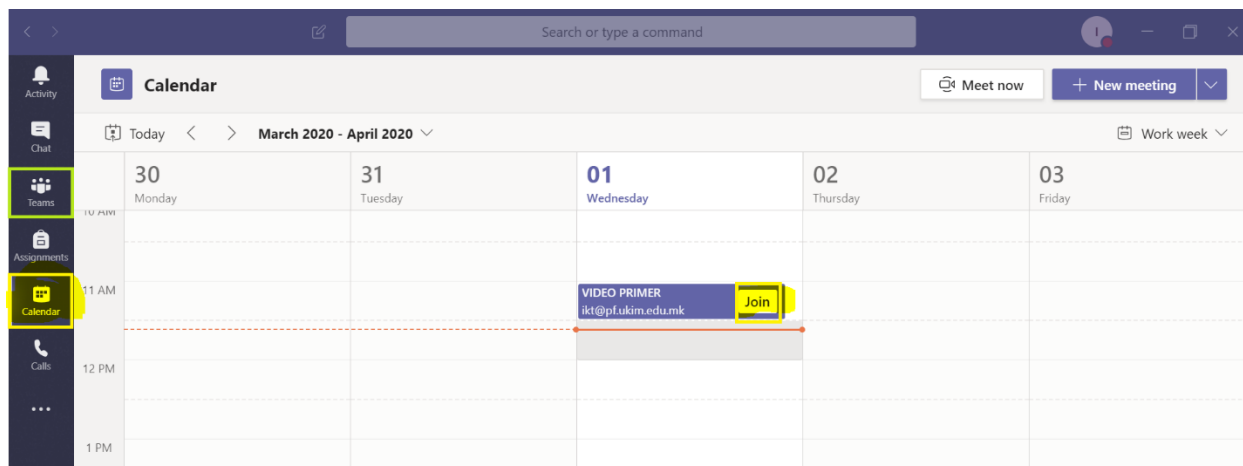 Search or type a command
I
Activity
Chat
Teams
Assignments
Calendar
Calls
Calendar
Meet now
+ New meeting
Today
March 2020 - April 2020
Work week
30
Monday
31
Tuesday
01
Wednesday
02
Thursday
03
Friday
10 AM
11 AM
VIDEO PRIMER
ikt@pf.ukim.edu.mk
Join
12 PM
1 PM